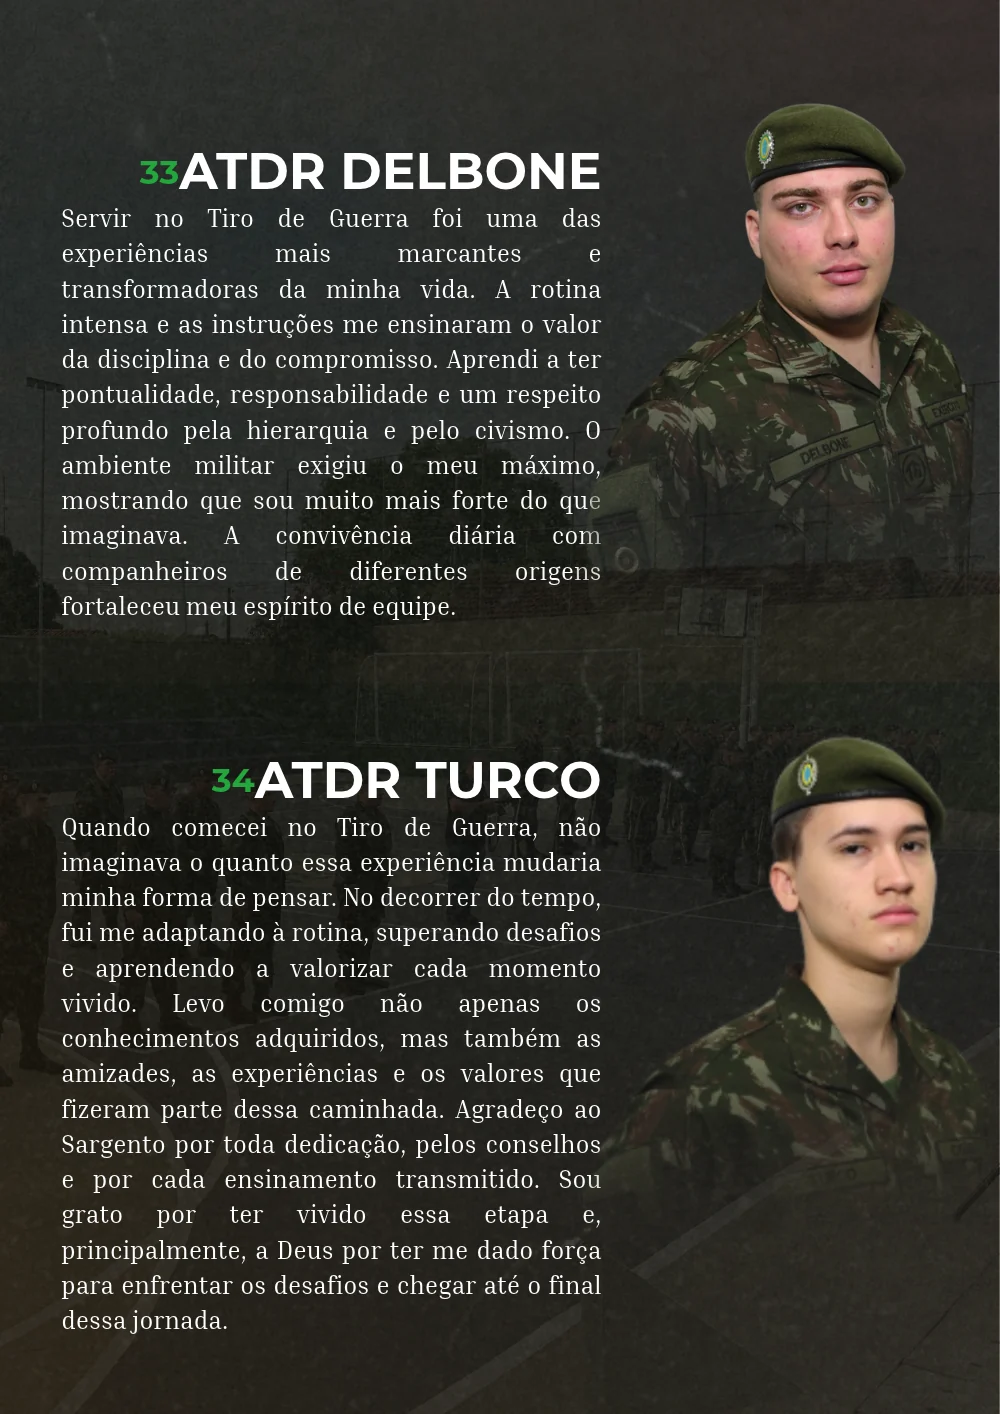 33ATDR DELBONE
Servir no Tiro de Guerra foi uma das
experiências mais marcantes e
transformadoras da minha vida. A rotina
intensa e as instruções me ensinaram o valor
da disciplina e do compromisso. Aprendi a ter
pontualidade, responsabilidade e um respeito
profundo pela hierarquia e pelo civismo. O
ambiente militar exigiu o meu máximo,
mostrando que sou muito mais forte do que
imaginava. A convivência diária com
companheiros de diferentes origens
fortaleceu meu espírito de equipe.
DELBONE
34ATDR TURCO
Quando comecei no Tiro de Guerra, não
imaginava o quanto essa experiência mudaria
minha forma de pensar. No decorrer do tempo,
fui me adaptando à rotina, superando desafios
e aprendendo a valorizar cada momento
vivido. Levo comigo não apenas os
conhecimentos adquiridos, mas também as
amizades, as experiências e os valores que
fizeram parte dessa caminhada. Agradeço ao
Sargento por toda dedicação, pelos conselhos
e por cada ensinamento transmitido. Sou
grato por ter vivido essa etapa e,
principalmente, a Deus por ter me dado força
para enfrentar os desafios e chegar até o final
dessa jornada.